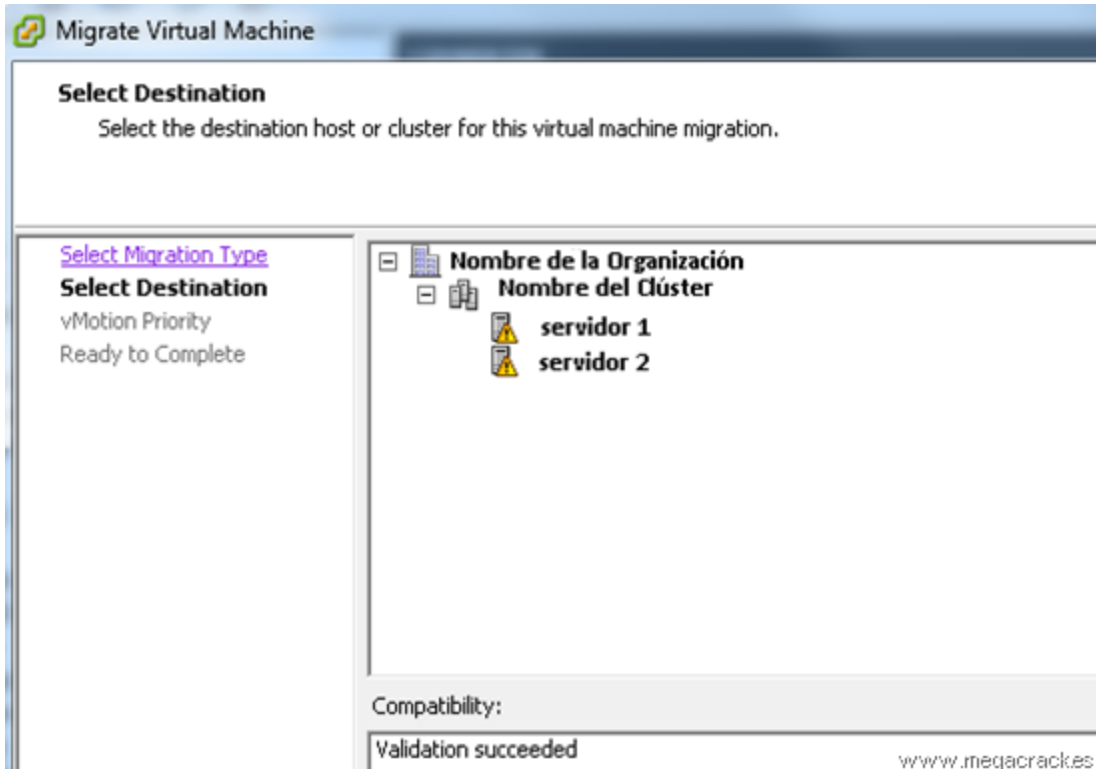 Migrate Virtual Machine
Select Destination
Select the destination host or cluster for this virtual machine migration.
Select Migration Type
Select Destination
vMotion Priority
Ready to Complete
Nombre de la Organización
Nombre del Clúster
servidor 1
servidor 2
Compatibility:
Validation succeeded
www.megacrack.es